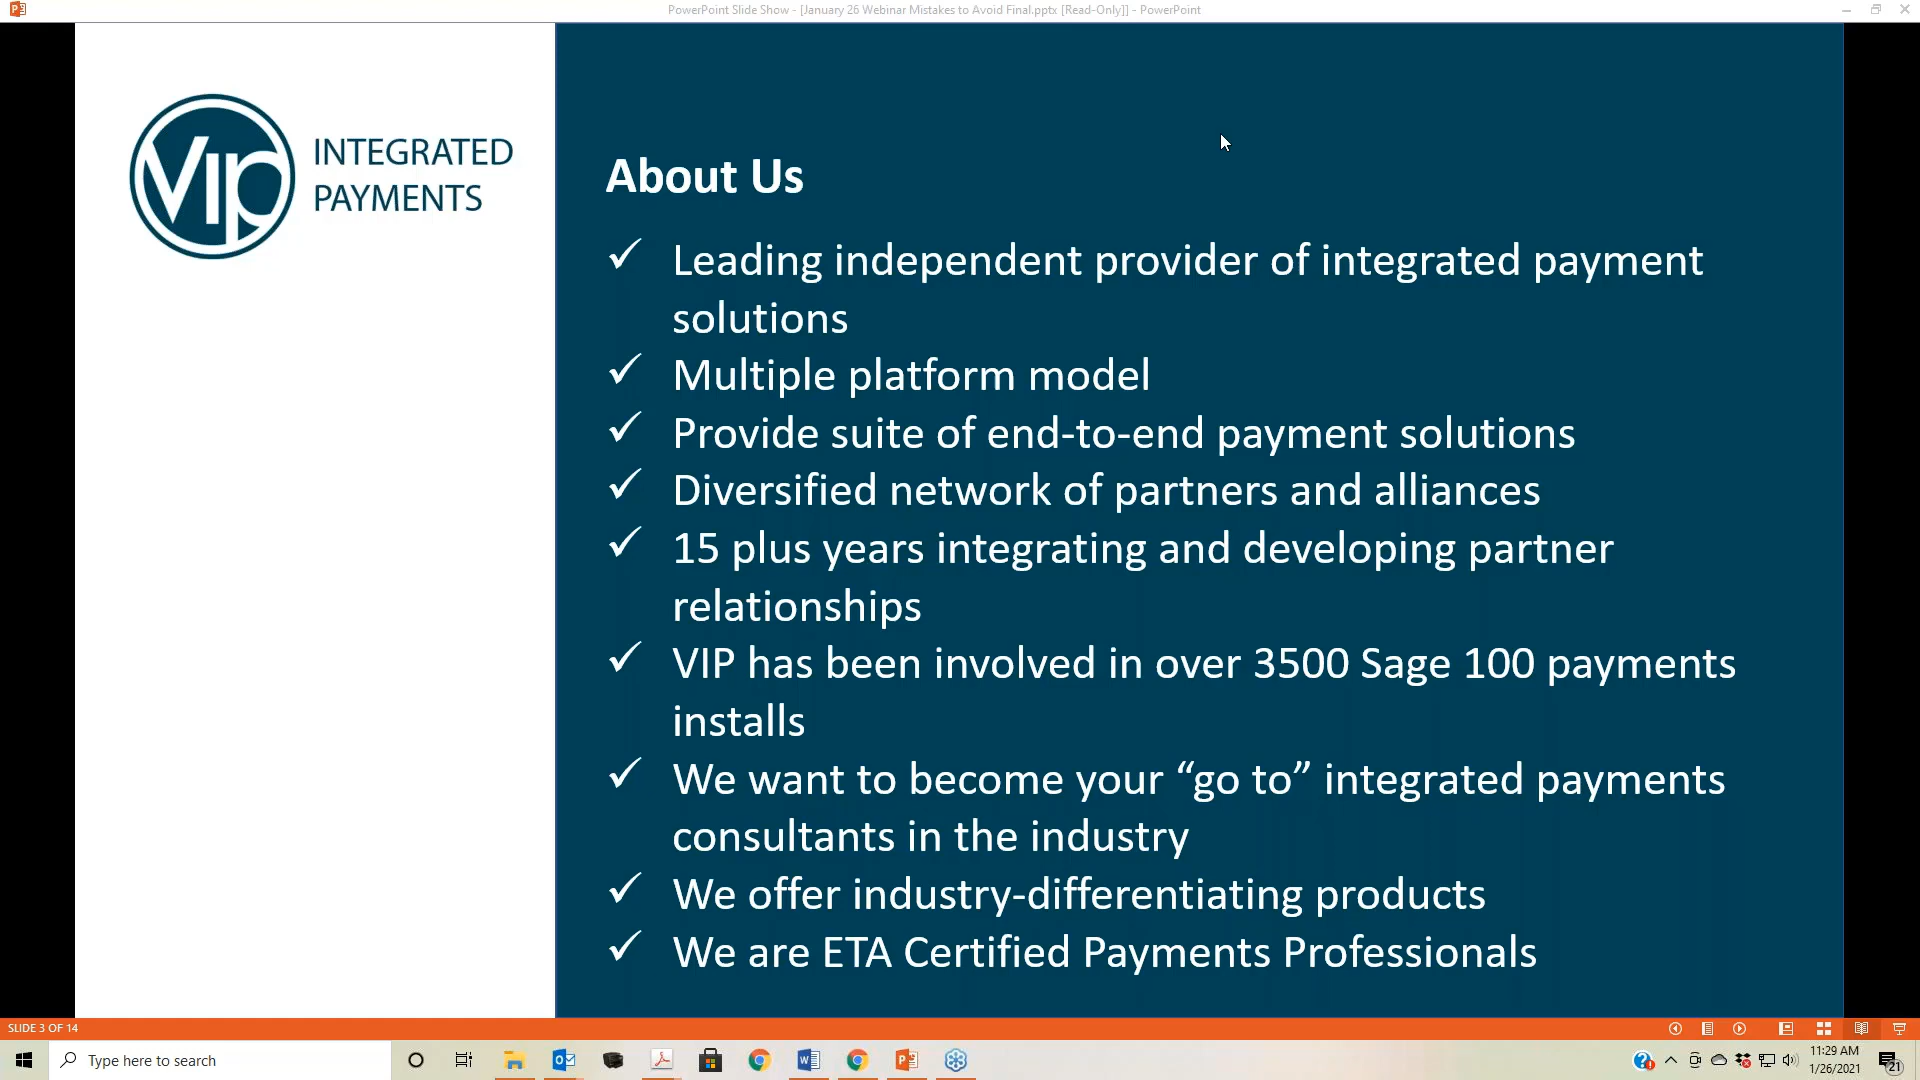 PowerPoint Slide Show - [January 26 Webinar Mistakes to Avoid Final.pptx [Read-Only]] - PowerPoint
Vip
INTEGRATED
PAYMENTS
About Us
✓ Leading independent provider of integrated payment
solutions
✓ Multiple platform model
✓ Provide suite of end-to-end payment solutions
✓ Diversified network of partners and alliances
✓ 15 plus years integrating and developing partner
relationships
✓ VIP has been involved in over 3500 Sage 100 payments
installs
✓ We want to become your “go to” integrated payments
consultants in the industry
✓ We offer industry-differentiating products
✓ We are ETA Certified Payments Professionals
SLIDE 3 OF 14
Type here to search
11:29 AM
1/26/2021
21